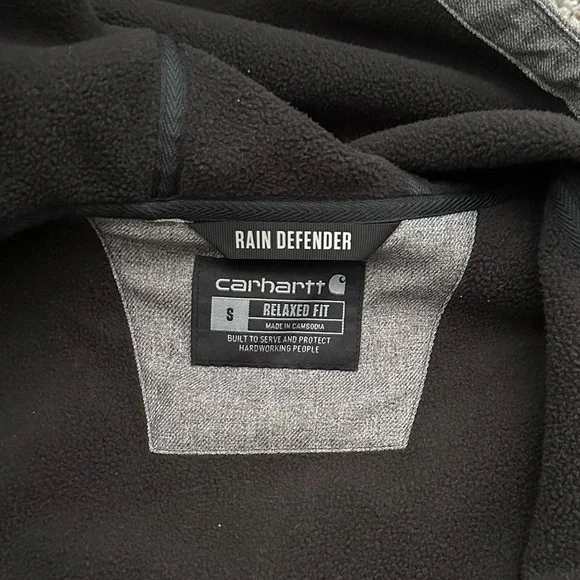 RAIN DEFENDER
carhartt
S
RELAXED FIT
MADE IN CAMBODIA
BUILT TO SERVE AND PROTECT
HARDWORKING PEOPLE